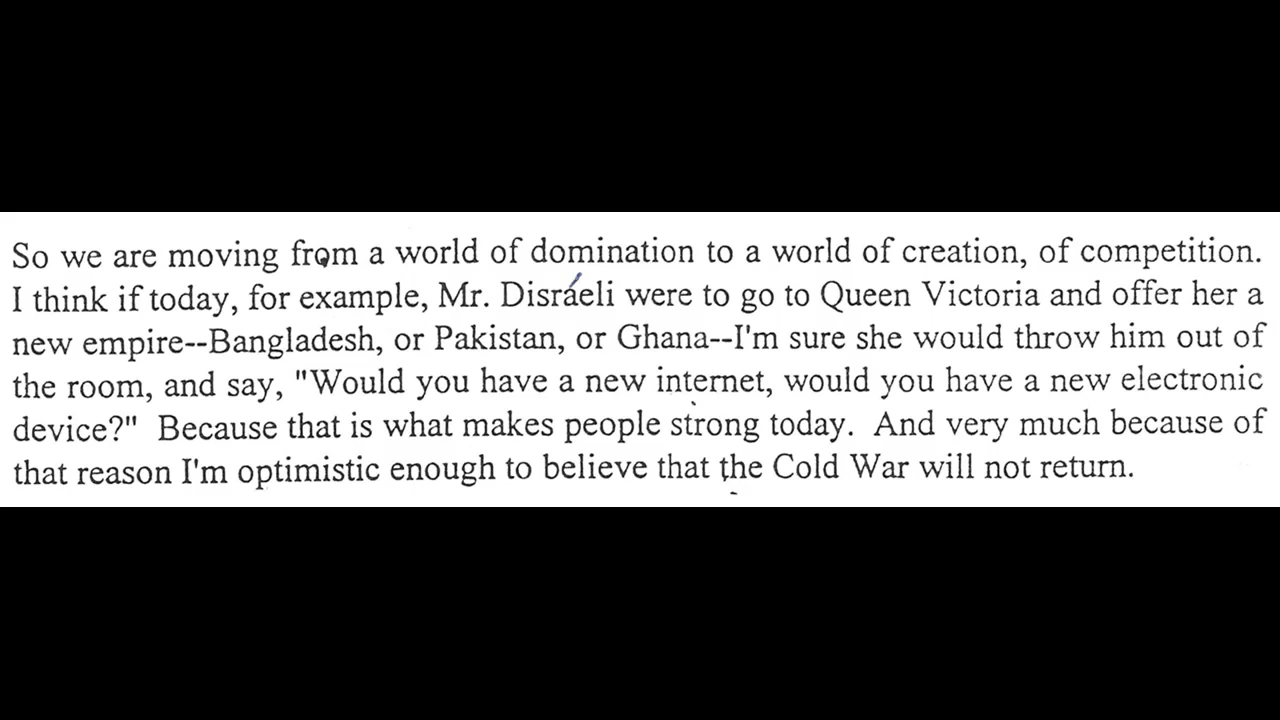 So we are moving from a world of domination to a world of creation, of competition.
I think if today, for example, Mr. Disraeli were to go to Queen Victoria and offer her a
new empire--Bangladesh, or Pakistan, or Ghana--I'm sure she would throw him out of
the room, and say, "Would you have a new internet, would you have a new electronic
device?"  Because that is what makes people strong today.  And very much because of
that reason I'm optimistic enough to believe that the Cold War will not return.